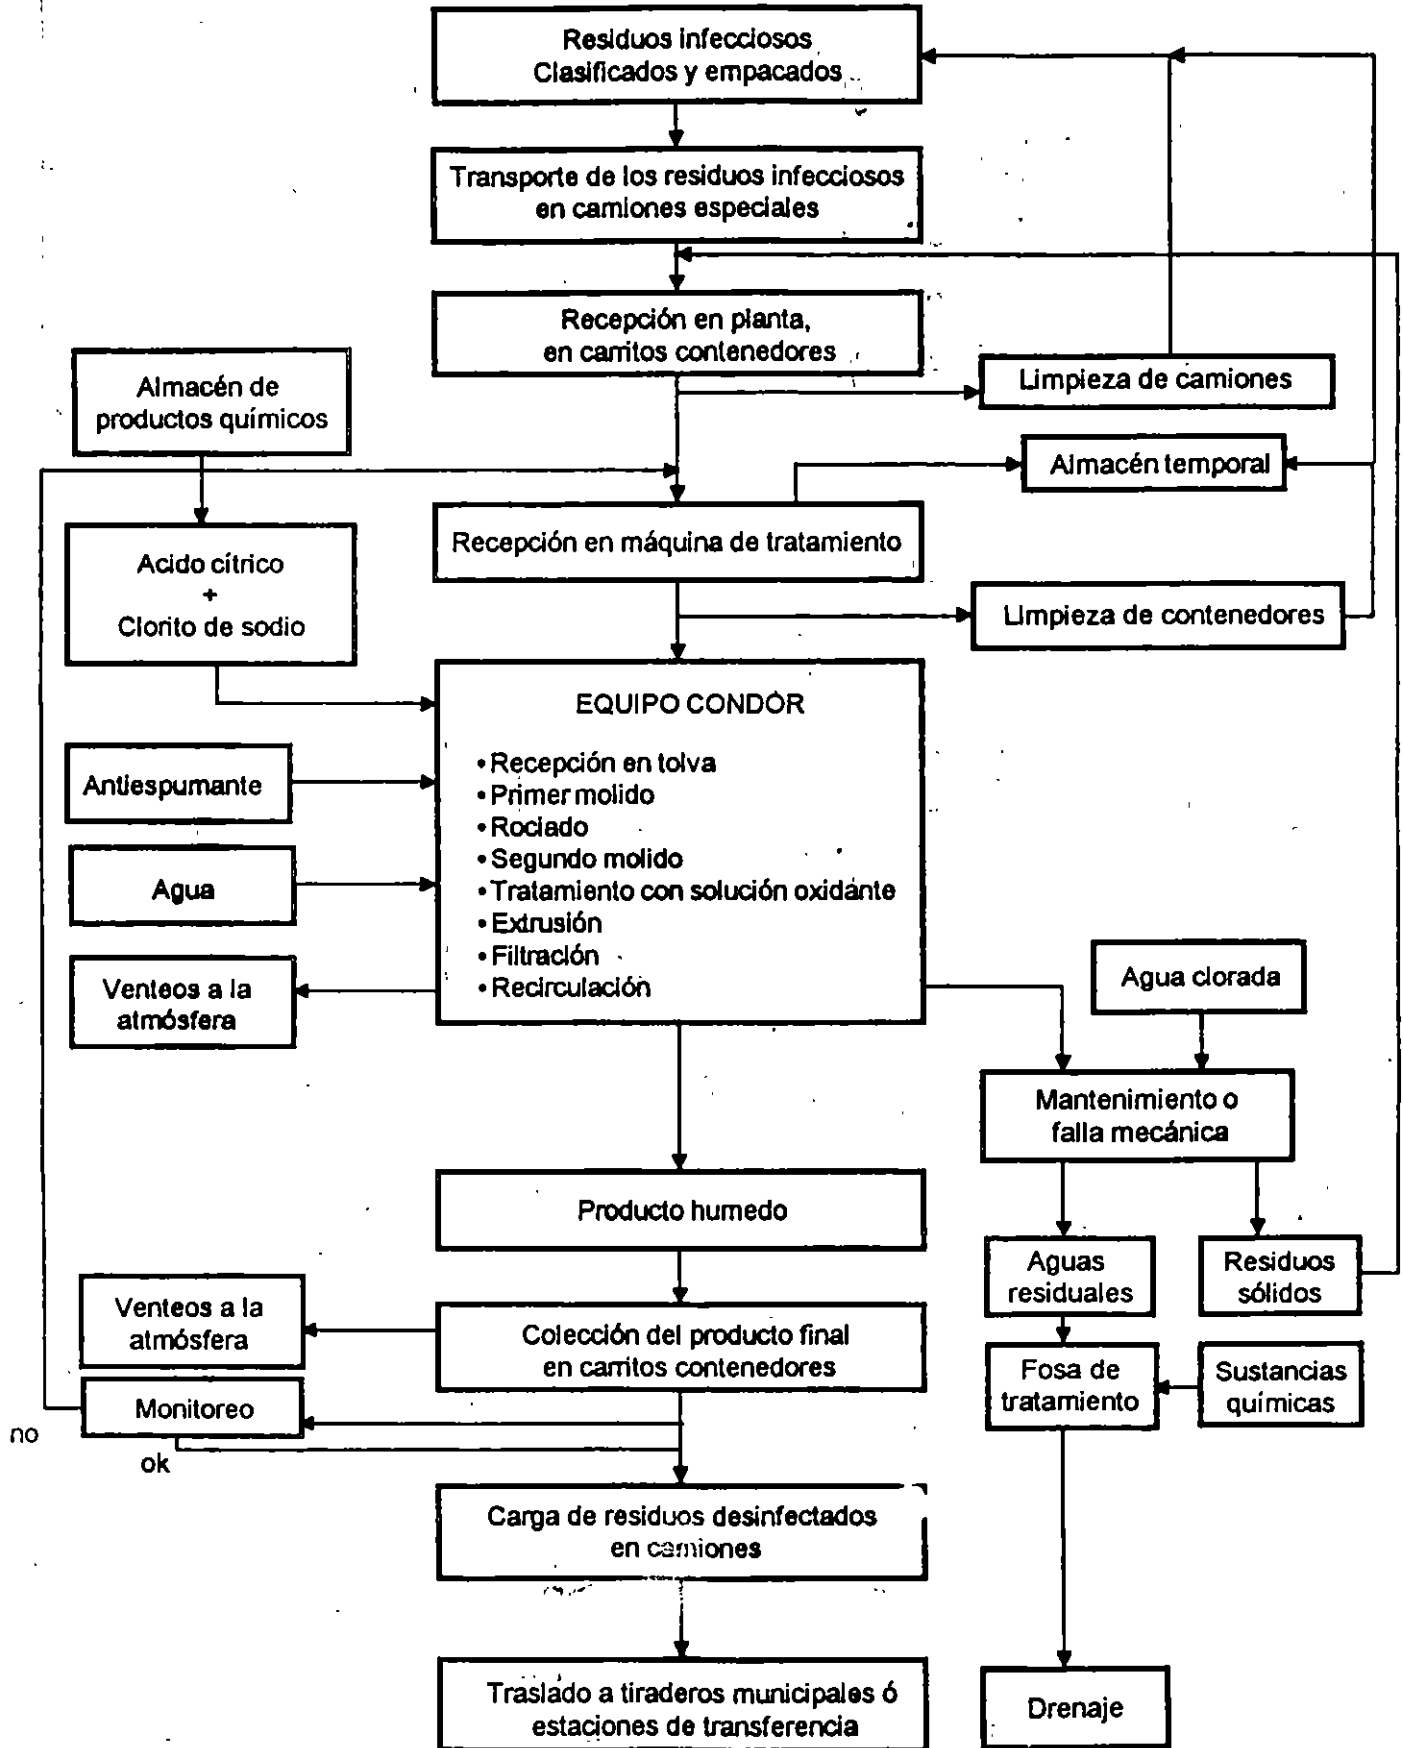 Residuos infecciosos
Clasificados y empacados
Transporte de los residuos infecciosos
en camiones especiales
Recepción en planta,
en carritos contenedores
Almacén de
productos químicos
Limpieza de camiones
Almacén temporal
Acido cítrico
+
Clorito de sodio
Recepción en máquina de tratamiento
Limpieza de contenedores
EQUIPO CONDÓR
• Recepción en tolva
• Primer molido
• Rociado
• Segundo molido
• Tratamiento con solución oxidante
• Extrusión
• Filtración
• Recirculación
Antiespumante
Agua
Venteos a la
atmósfera
Agua clorada
Mantenimiento o
falla mecánica
Producto humedo
Aguas
residuales
Residuos
sólidos
Venteos a la
atmósfera
Colección del producto final
en carritos contenedores
Fosa de
tratamiento
Sustancias
químicas
Monitoreo
no
ok
Carga de residuos desinfectados
en camiones
Traslado a tiraderos municipales ó
estaciones de transferencia
Drenaje